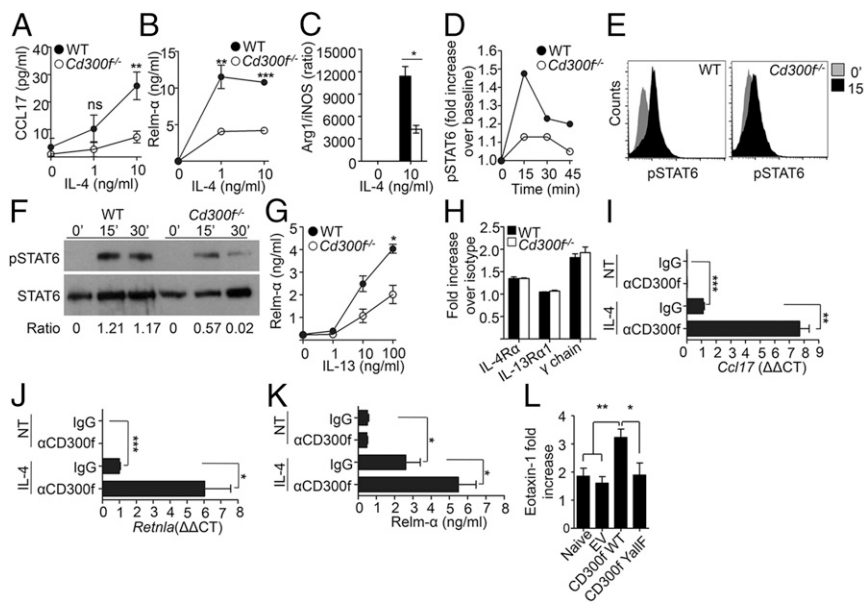 A
CCL17 (pg/ml)
40
30
20
10
0
WT
Cd300f-/-
ns
**
0 1 10
IL-4 (ng/ml)
B
Relm-α (ng/ml)
15
10
5
0
WT
Cd300f-/-
**
***
0 1 10
IL-4 (ng/ml)
C
Arg1/iNOS (ratio)
15000
12000
9000
6000
3000
0
*
0 10
IL-4 (ng/ml)
D
pSTAT6 (fold increase over baseline)
1.6
1.5
1.4
1.3
1.2
1.1
1.0
WT
Cd300f-/-
0 15 30 45
Time (min)
E
Counts
WT
Cd300f-/-
0'
15
pSTAT6
pSTAT6
F
WT Cd300f-/-
0' 15' 30' 0' 15' 30'
pSTAT6
STAT6
Ratio 0 1.21 1.17 0 0.57 0.02
G
Relm-α (ng/ml)
5
4
3
2
1
0
WT
Cd300f-/-
*
0 1 10 100
IL-13 (ng/ml)
H
Fold increase over isotype
2.5
2.0
1.5
1.0
WT
Cd300f-/-
IL-4Rα
IL-13Rα1
γ chain
I
NT
IgG
αCD300f
IL-4
IgG
αCD300f
***
**
0 1 2 3 4 5 6 7 8 9
Ccl17 (ΔΔCT)
J
NT
IgG
αCD300f
IL-4
IgG
αCD300f
***
*
0 1 2 3 4 5 6 7 8
Retnla(ΔΔCT)
K
NT
IgG
αCD300f
IL-4
IgG
αCD300f
*
*
0 1 2 3 4 5 6 7 8
Relm-α (ng/ml)
L
Eotaxin-1 fold increase
4
3
2
1
0
**
*
Naive
EV
CD300f WT
CD300f YallF